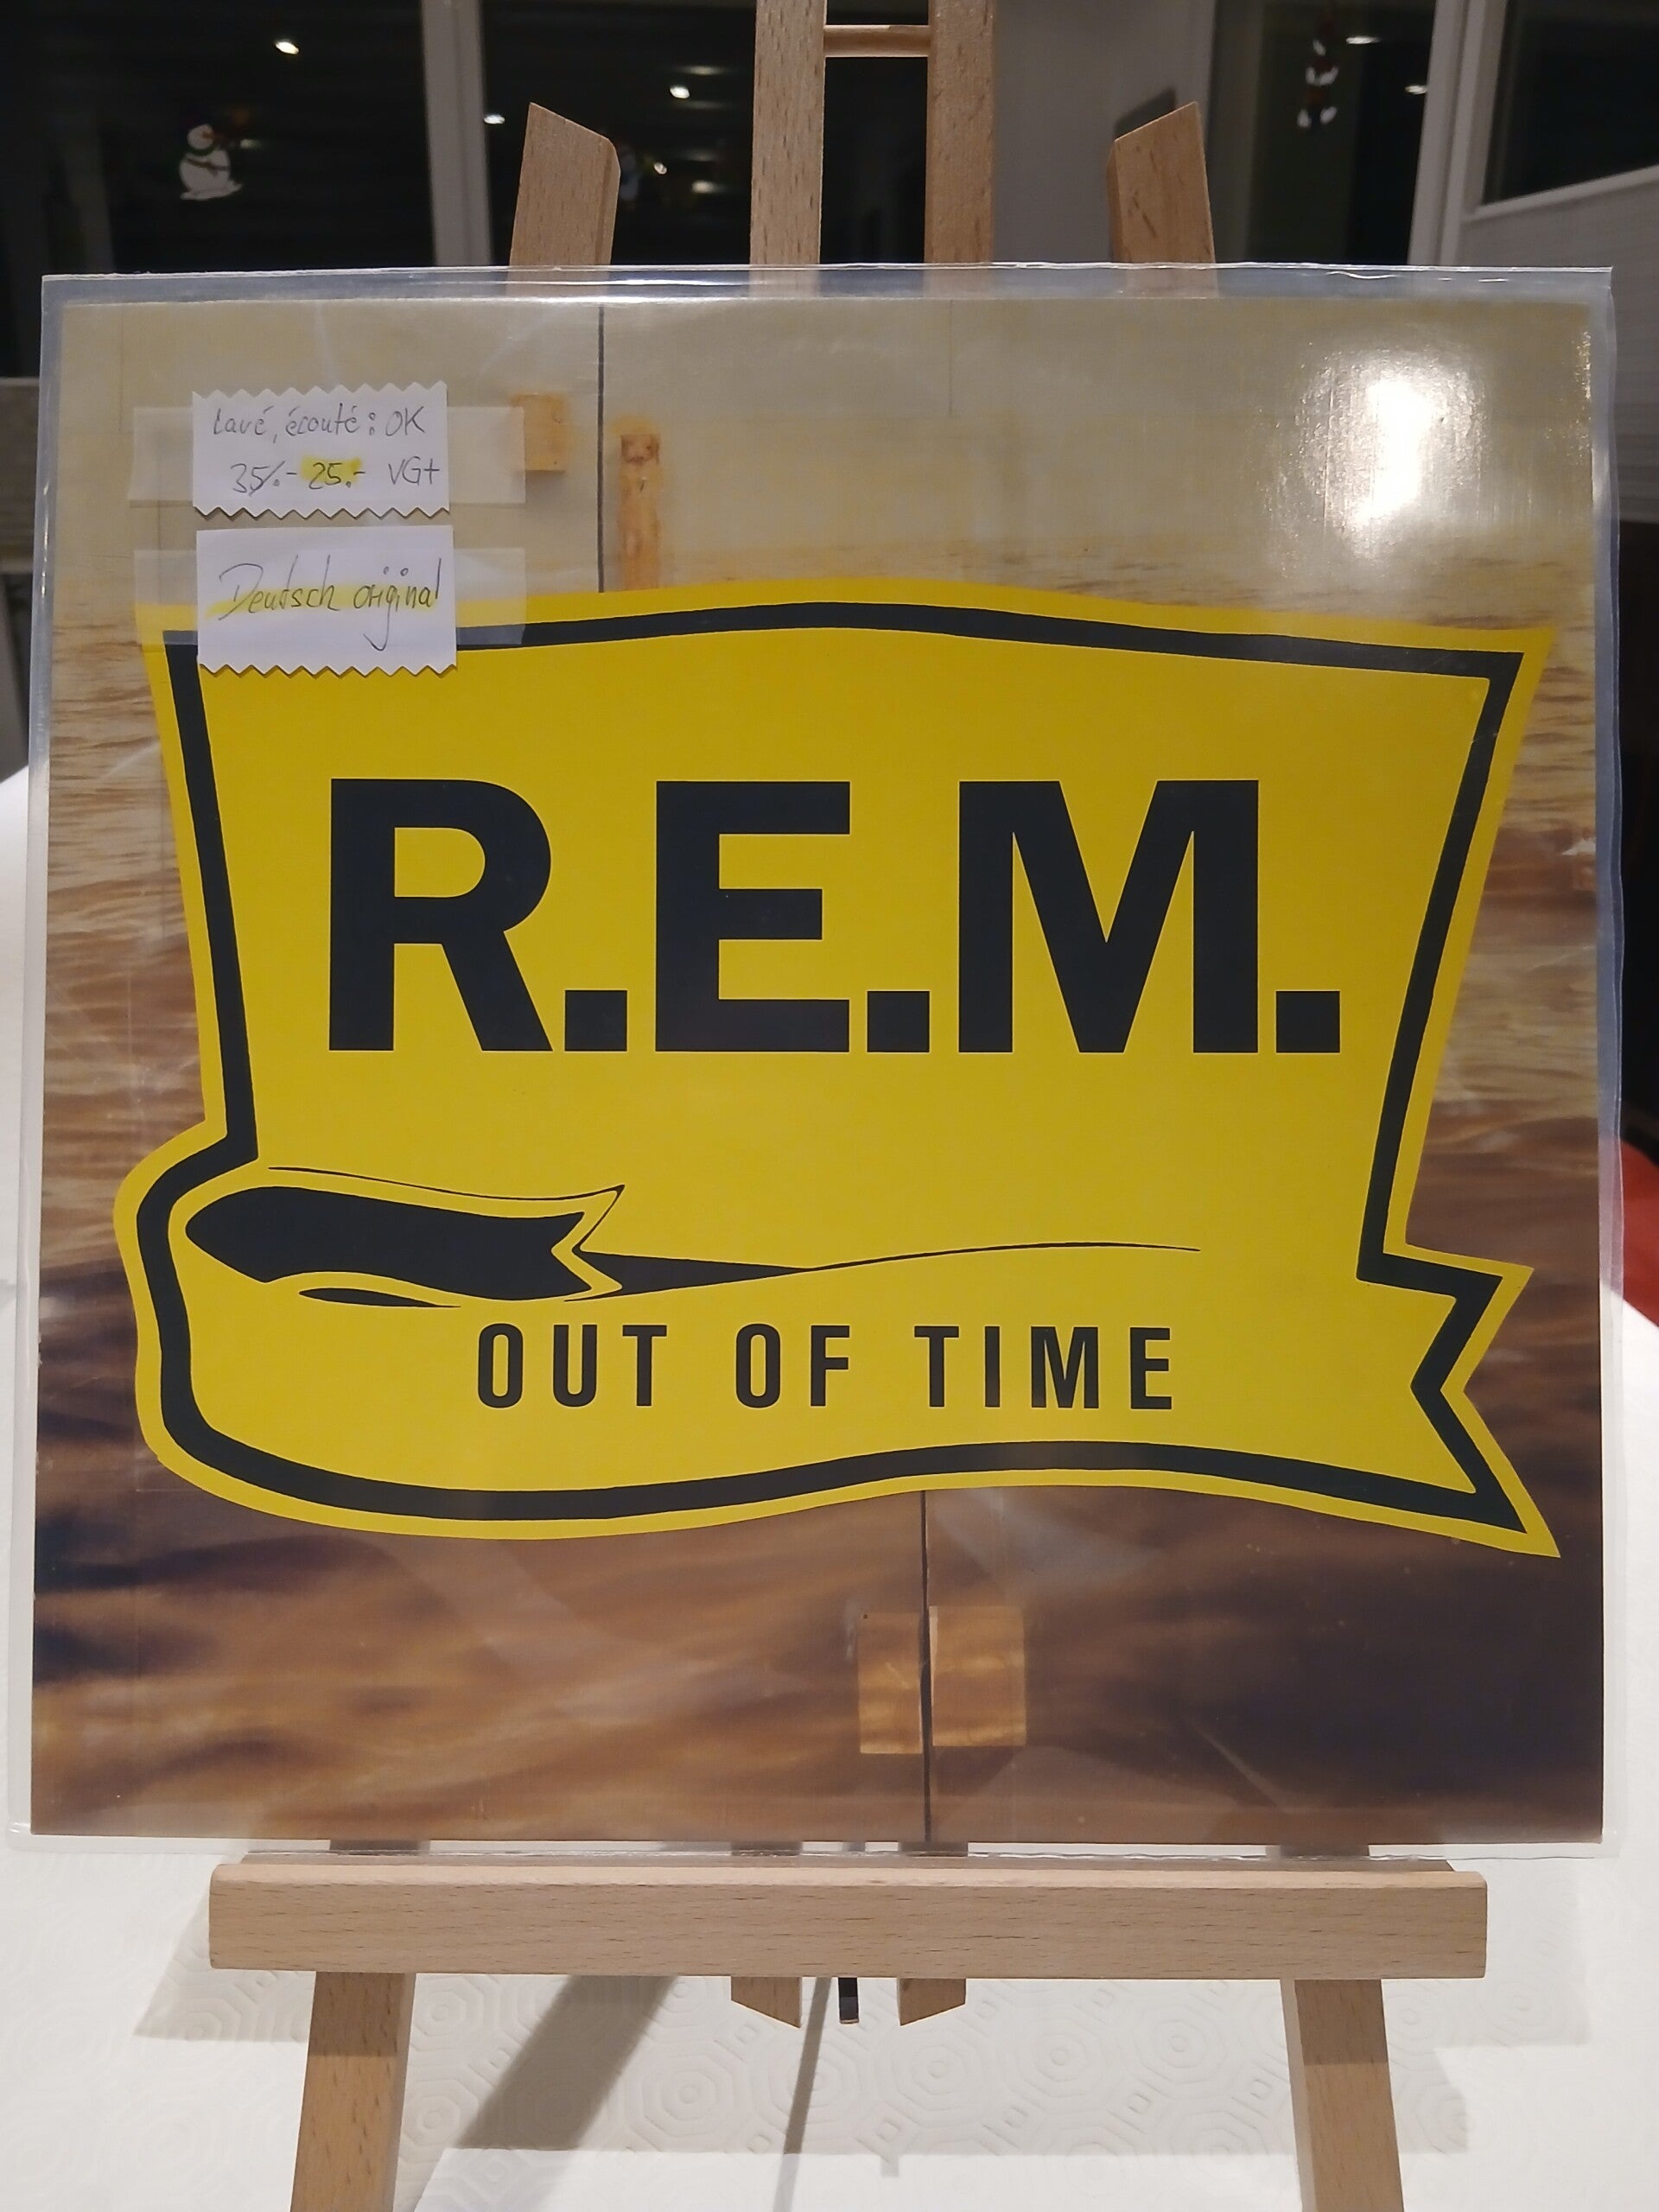 Lavé, écouté : OK
35.- 25.- VG+
Deutsch original
R.E.M.
OUT OF TIME